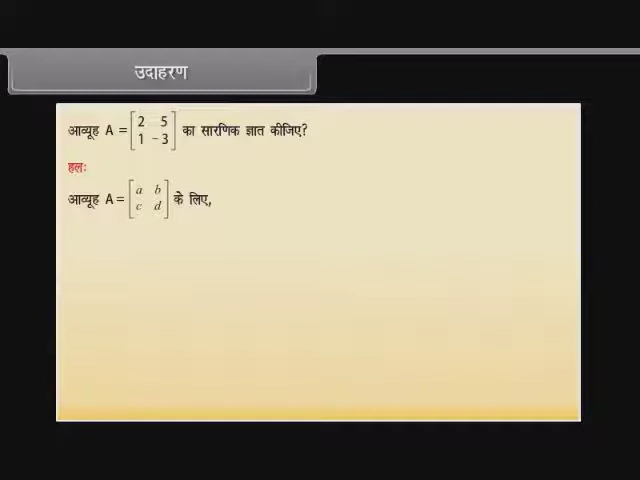 उदाहरण
आव्यूह A = [2 5; 1 -3] का सारणिक ज्ञात कीजिए?
हलः
आव्यूह A = [a b; c d] के लिए,